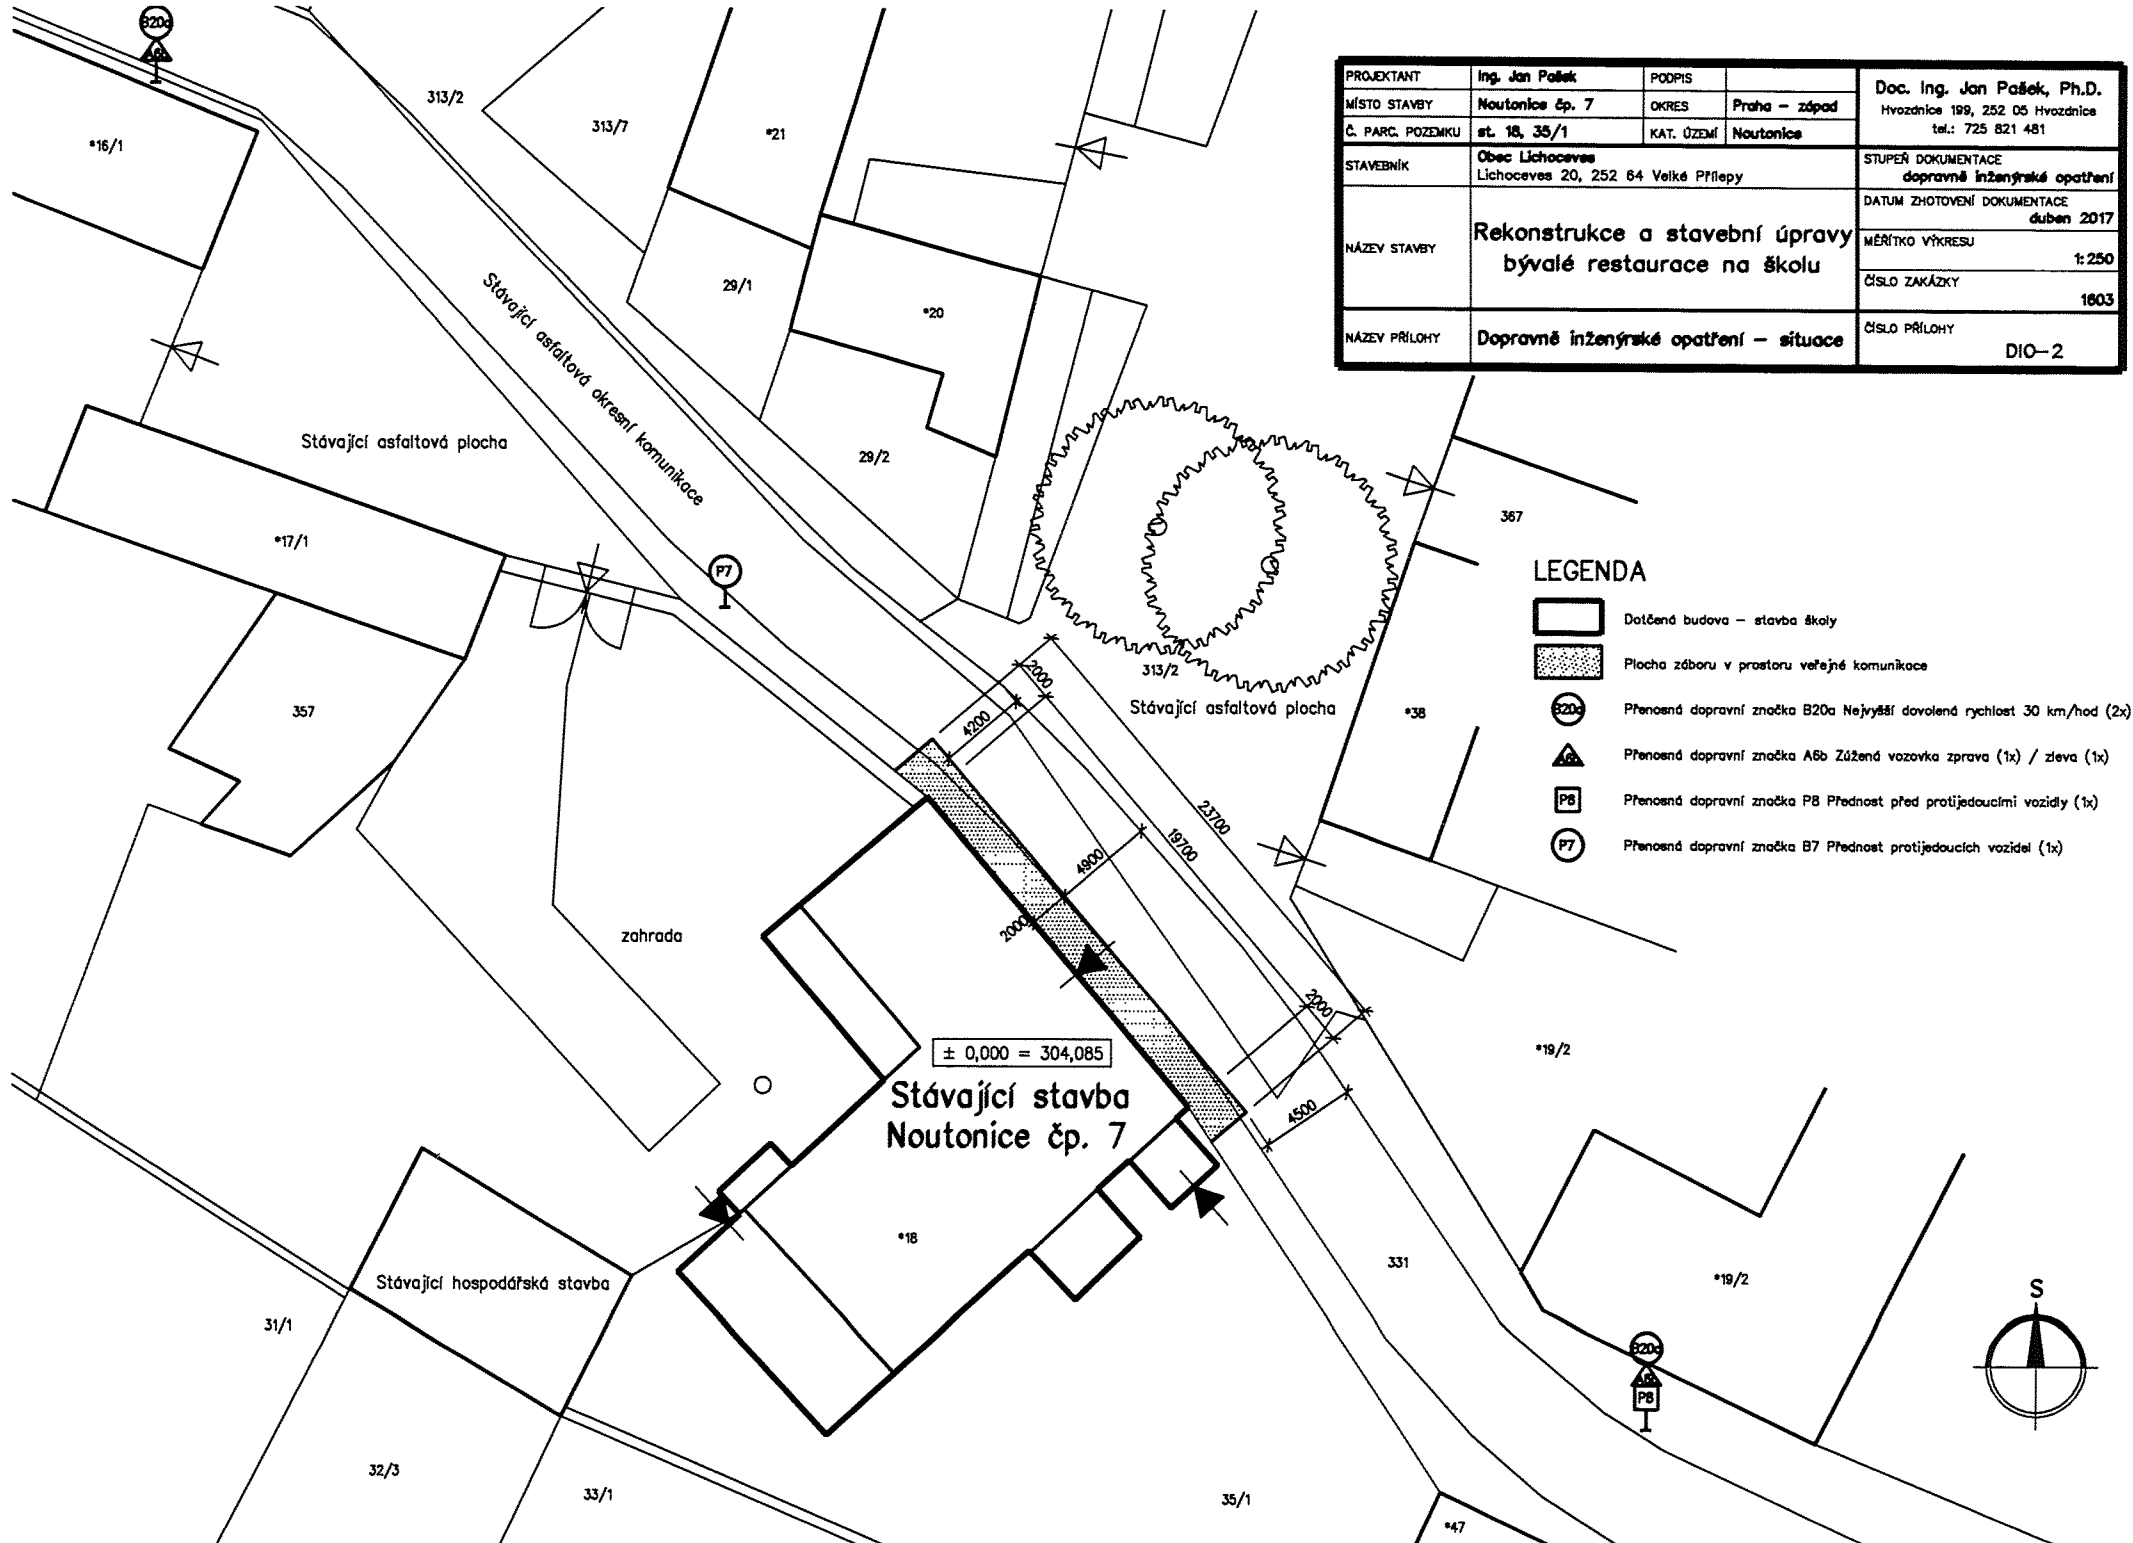 PROJEKTANT
Ing. Jan Pašek
PODPIS
MÍSTO STAVBY
Noutonice čp. 7
OKRES
Praha – západ
Č. PARC. POZEMKU
st. 18, 35/1
KAT. ÚZEMÍ
Noutonice
Doc. Ing. Jan Pašek, Ph.D.
Hvozdnice 199, 252 05 Hvozdnice
tel.: 725 821 481
STAVEBNÍK
Obec Lichoceves
Lichoceves 20, 252 64 Velké Přílepy
STUPEŇ DOKUMENTACE
dopravně inženýrské opatření
DATUM ZHOTOVENÍ DOKUMENTACE
duben 2017
NÁZEV STAVBY
Rekonstrukce a stavební úpravy
bývalé restaurace na školu
MĚŘÍTKO VÝKRESU
1:250
ČÍSLO ZAKÁZKY
1603
NÁZEV PŘÍLOHY
Dopravně inženýrské opatření – situace
ČÍSLO PŘÍLOHY
DIO–2
B20a
A6b
313/2
313/7
*21
*16/1
29/1
*20
Stávající asfaltová okresní komunikace
Stávající asfaltová plocha
29/2
*17/1
P7
367
357
313/2
Stávající asfaltová plocha
*38
2000
4200
23700
19700
4900
2000
2000
4500
zahrada
± 0,000 = 304,085
Stávající stavba
Noutonice čp. 7
*19/2
*18
331
*19/2
Stávající hospodářská stavba
31/1
32/3
33/1
35/1
*47
B20a
A6b
P8
S
LEGENDA
Dotčená budova – stavba školy
Plocha záboru v prostoru veřejné komunikace
B20a
Přenosná dopravní značka B20a Nejvyšší dovolená rychlost 30 km/hod (2x)
A6b
Přenosná dopravní značka A6b Zúžená vozovka zprava (1x) / zleva (1x)
P8
Přenosná dopravní značka P8 Přednost před protijedoucími vozidly (1x)
P7
Přenosná dopravní značka B7 Přednost protijedoucích vozidel (1x)